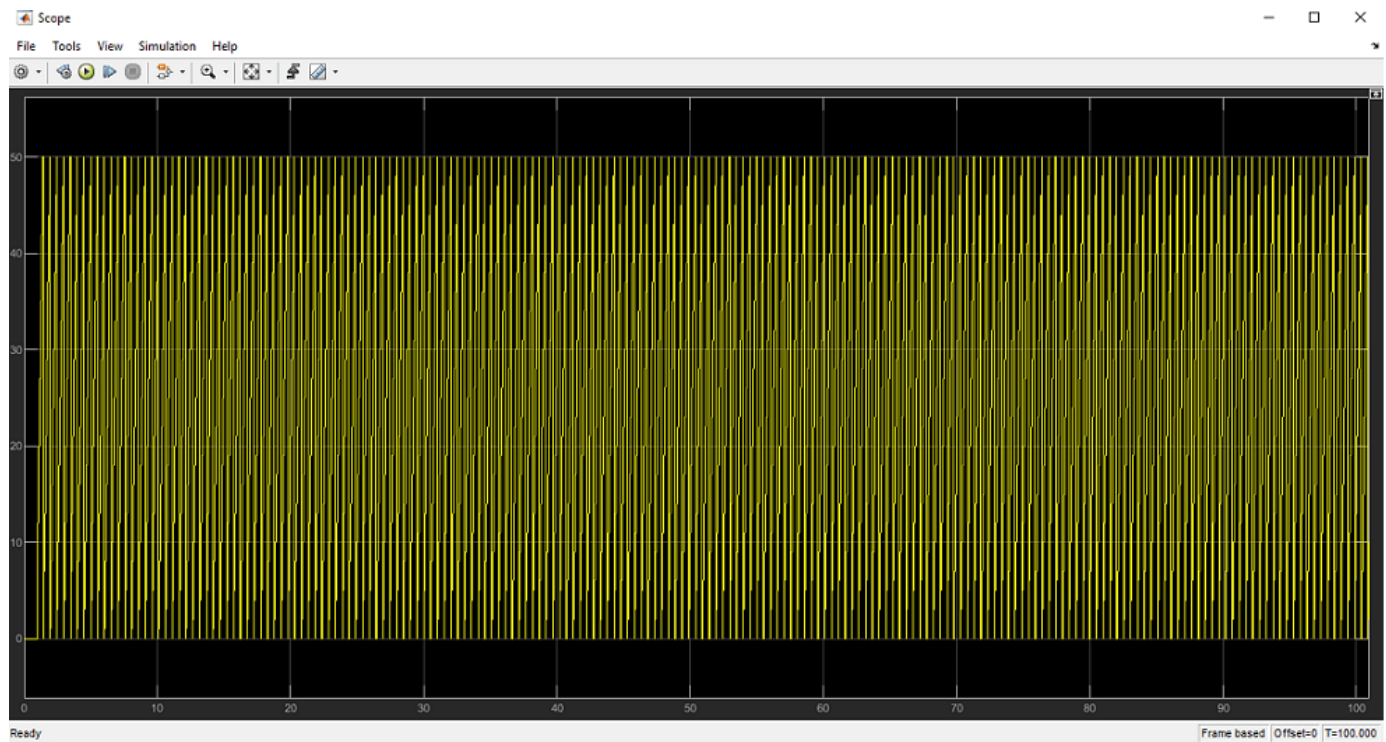 Scope
File Tools View Simulation Help
50
40
30
20
10
0
0 10 20 30 40 50 60 70 80 90 100
Ready Frame based Offset=0 T=100.000